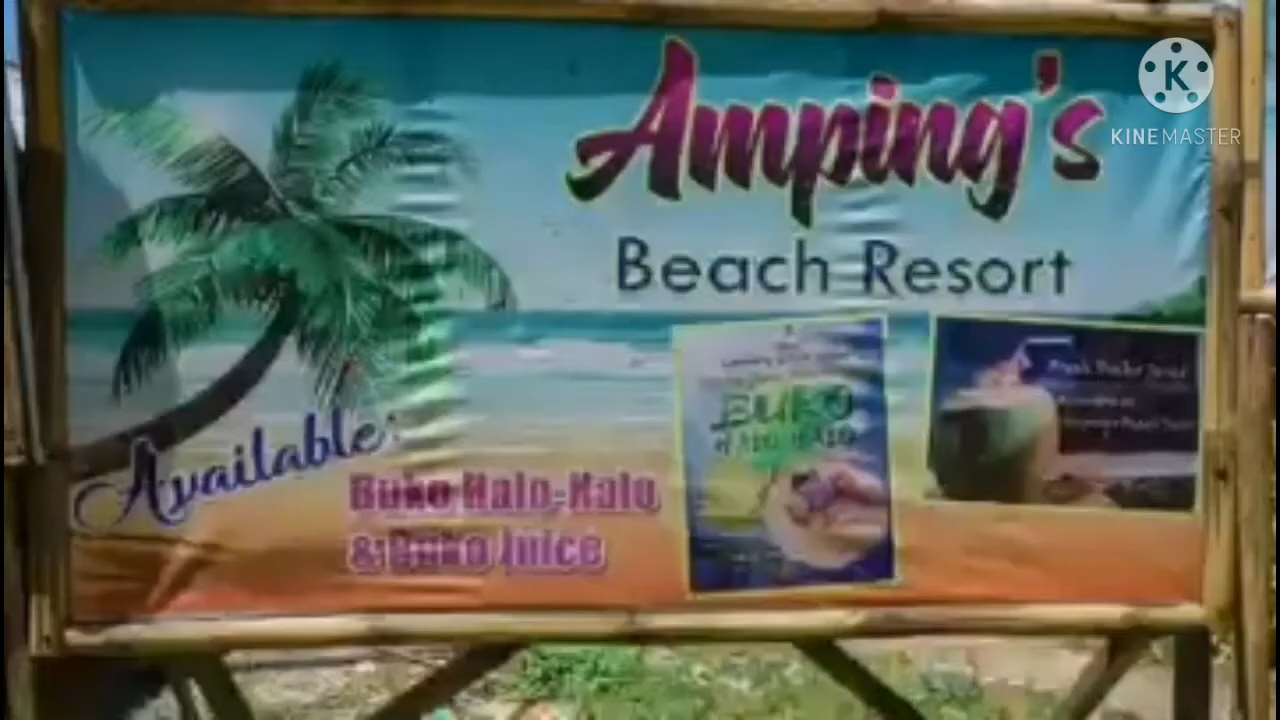 Amping's
Beach Resort
Available:
Buko Halo-Halo
& Buko Juice
BUKO
K
KINEMASTER